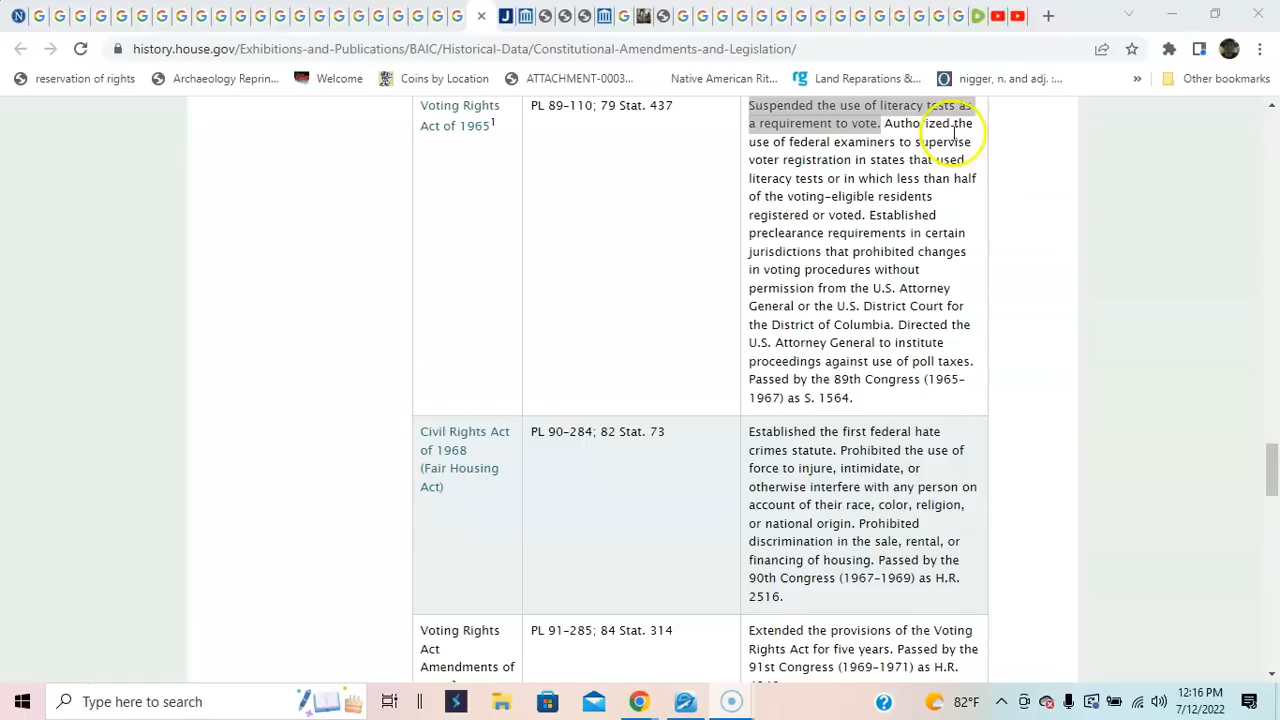 history.house.gov/Exhibitions-and-Publications/BAIC/Historical-Data/Constitutional-Amendments-and-Legislation/
reservation of rights
Archaeology Reprin...
Welcome
Coins by Location
ATTACHMENT-0003...
Native American Rit...
Land Reparations &...
nigger, n. and adj. :...
»
Other bookmarks
Voting Rights
Act of 1965¹
PL 89–110; 79 Stat. 437
Suspended the use of literacy tests as
a requirement to vote. Authorized the
use of federal examiners to supervise
voter registration in states that used
literacy tests or in which less than half
of the voting-eligible residents
registered or voted. Established
preclearance requirements in certain
jurisdictions that prohibited changes
in voting procedures without
permission from the U.S. Attorney
General or the U.S. District Court for
the District of Columbia. Directed the
U.S. Attorney General to institute
proceedings against use of poll taxes.
Passed by the 89th Congress (1965–
1967) as S. 1564.
Civil Rights Act
of 1968
(Fair Housing
Act)
PL 90–284; 82 Stat. 73
Established the first federal hate
crimes statute. Prohibited the use of
force to injure, intimidate, or
otherwise interfere with any person on
account of their race, color, religion,
or national origin. Prohibited
discrimination in the sale, rental, or
financing of housing. Passed by the
90th Congress (1967–1969) as H.R.
2516.
Voting Rights
Act
Amendments of
PL 91–285; 84 Stat. 314
Extended the provisions of the Voting
Rights Act for five years. Passed by the
91st Congress (1969–1971) as H.R.
Type here to search
82°F
12:16 PM
7/12/2022